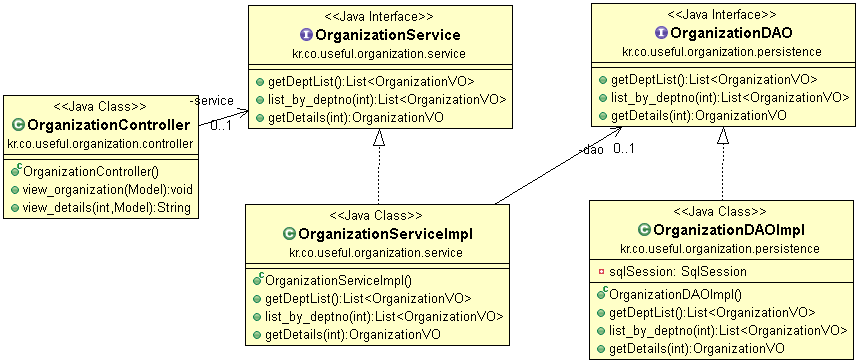 <<Java Interface>>
OrganizationService
kr.co.useful.organization.service
getDeptList():List<OrganizationVO>
list_by_deptno(int):List<OrganizationVO>
getDetails(int):OrganizationVO
<<Java Interface>>
OrganizationDAO
kr.co.useful.organization.persistence
getDeptList():List<OrganizationVO>
list_by_deptno(int):List<OrganizationVO>
getDetails(int):OrganizationVO
<<Java Class>>
OrganizationController
kr.co.useful.organization.controller
OrganizationController()
view_organization(Model):void
view_details(int,Model):String
-service
0..1
-dao
0..1
<<Java Class>>
OrganizationServiceImpl
kr.co.useful.organization.service
OrganizationServiceImpl()
getDeptList():List<OrganizationVO>
list_by_deptno(int):List<OrganizationVO>
getDetails(int):OrganizationVO
<<Java Class>>
OrganizationDAOImpl
kr.co.useful.organization.persistence
sqlSession: SqlSession
OrganizationDAOImpl()
getDeptList():List<OrganizationVO>
list_by_deptno(int):List<OrganizationVO>
getDetails(int):OrganizationVO